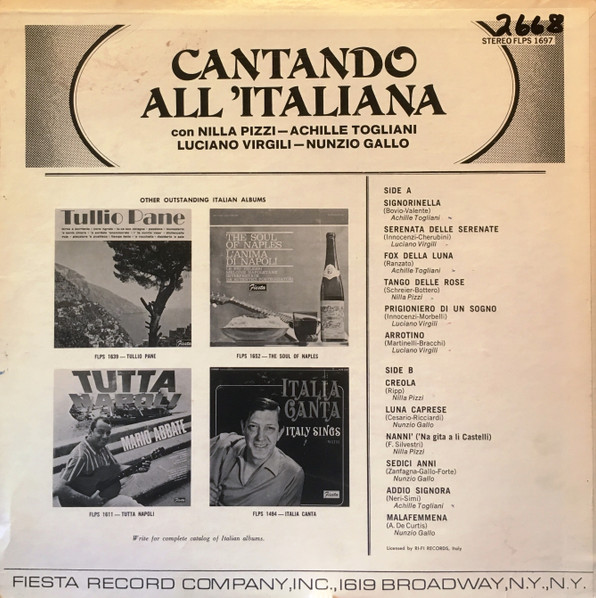 2668
STEREO FLPS 1697
CANTANDO
ALL'ITALIANA
con NILLA PIZZI—ACHILLE TOGLIANI
LUCIANO VIRGILI—NUNZIO GALLO
OTHER OUTSTANDING ITALIAN ALBUMS
Tullio Pane
FLPS 1639—TULLIO PANE
THE SOUL
OF NAPLES
L'ANIMA
DI NAPOLI
Fiesta
FLPS 1652—THE SOUL OF NAPLES
TUTTA
NAPOLI
MARIO ABBATE
FLPS 1611—TUTTA NAPOLI
ITALIA
CANTA
ITALY SINGS
Fiesta
FLPS 1494—ITALIA CANTA
Write for complete catalog of Italian albums.
SIDE A
SIGNORINELLA
(Bovio-Valente)
Achille Togliani
SERENATA DELLE SERENATE
(Innocenzi-Cherubini)
Luciano Virgili
FOX DELLA LUNA
(Ranzato)
Achille Togliani
TANGO DELLE ROSE
(Schreier-Bottero)
Nilla Pizzi
PRIGIONIERO DI UN SOGNO
(Innocenzi-Morbelli)
Luciano Virgili
ARROTINO
(Martinelli-Bracchi)
Luciano Virgili
SIDE B
CREOLA
(Ripp)
Nilla Pizzi
LUNA CAPRESE
(Cesario-Ricciardi)
Nunzio Gallo
NANNI' ('Na gita a li Castelli)
(F. Silvestri)
Nilla Pizzi
SEDICI ANNI
(Zanfagna-Gallo-Forte)
Nunzio Gallo
ADDIO SIGNORA
(Neri-Simi)
Achille Togliani
MALAFEMMENA
(A. De Curtis)
Nunzio Gallo
Licensed by RI-FI RECORDS, Italy
FIESTA RECORD COMPANY, INC., 1619 BROADWAY, N.Y., N.Y.